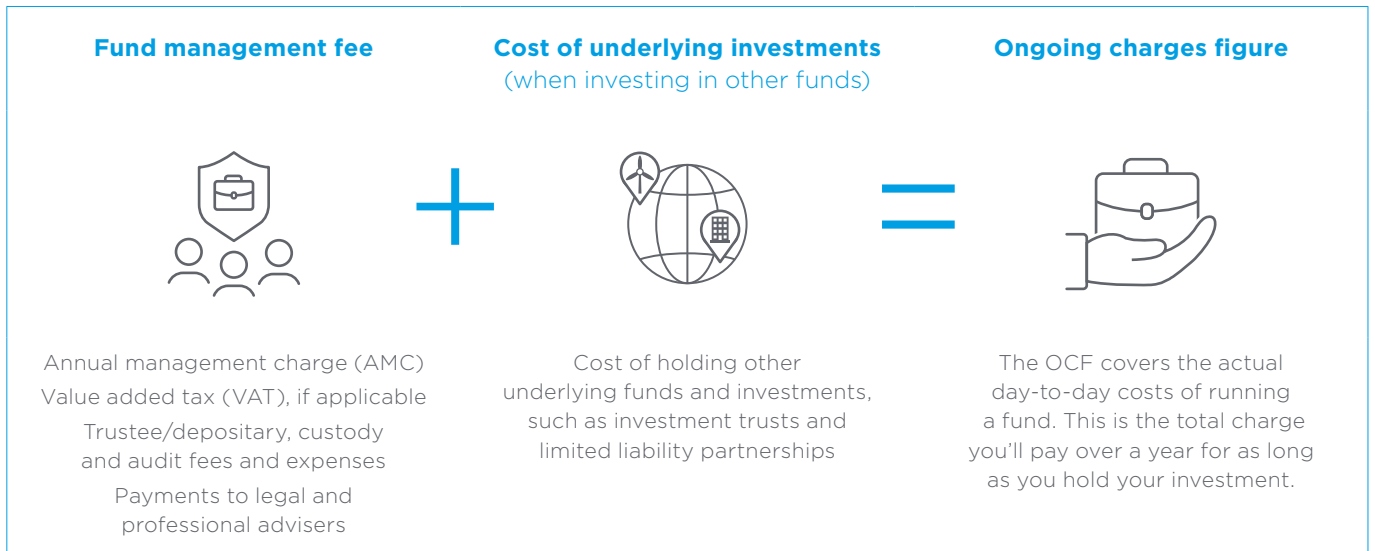 Fund management fee
Cost of underlying investments
(when investing in other funds)
Ongoing charges figure
Annual management charge (AMC)
Value added tax (VAT), if applicable
Trustee/depositary, custody
and audit fees and expenses
Payments to legal and
professional advisers
+
Cost of holding other
underlying funds and investments,
such as investment trusts and
limited liability partnerships
=
The OCF covers the actual
day-to-day costs of running
a fund. This is the total charge
you’ll pay over a year for as long
as you hold your investment.